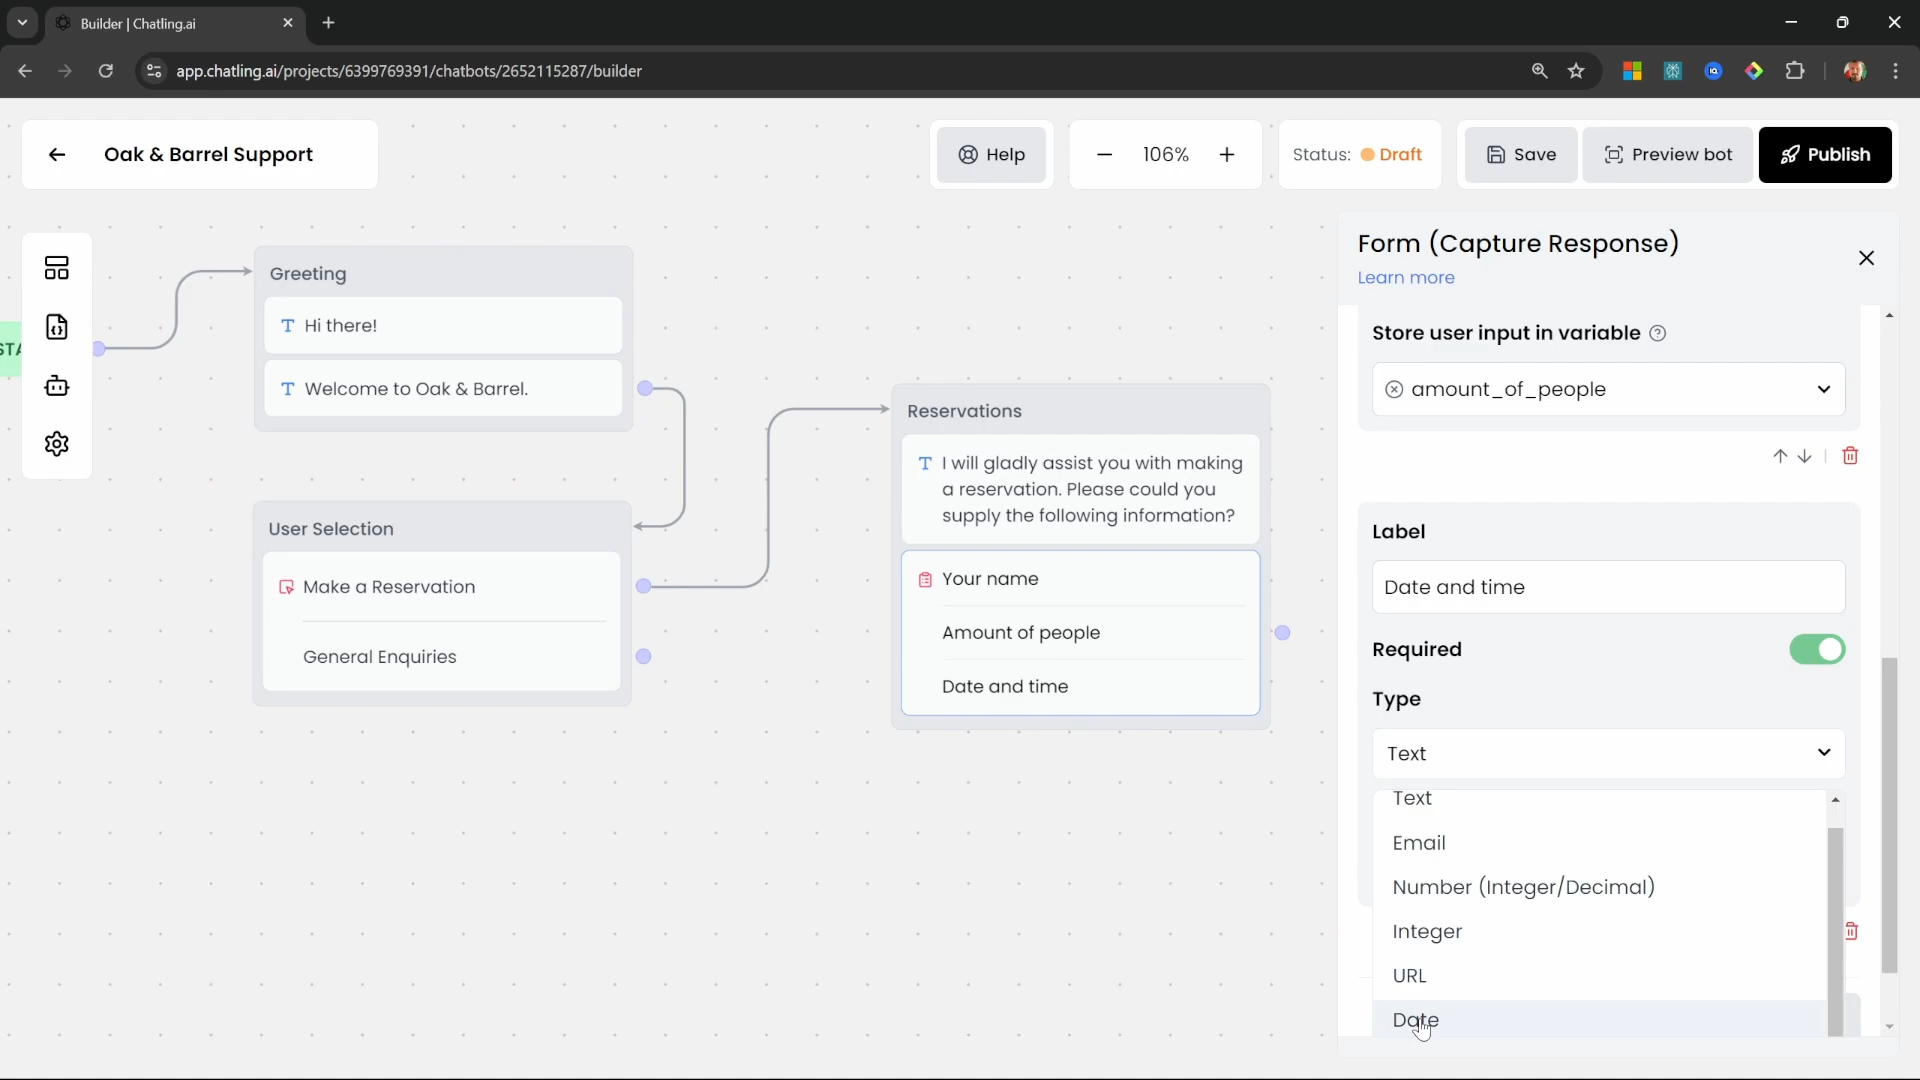 Builder | Chatling.ai
app.chatling.ai/projects/6399769391/chatbots/2652115287/builder
Oak & Barrel Support
Help
106%
Status: Draft
Save
Preview bot
Publish
Greeting
Hi there!
Welcome to Oak & Barrel.
User Selection
Make a Reservation
General Enquiries
Reservations
I will gladly assist you with making
a reservation. Please could you
supply the following information?
Your name
Amount of people
Date and time
Form (Capture Response)
Learn more
Store user input in variable
amount_of_people
Label
Date and time
Required
Type
Text
Text
Email
Number (Integer/Decimal)
Integer
URL
Date